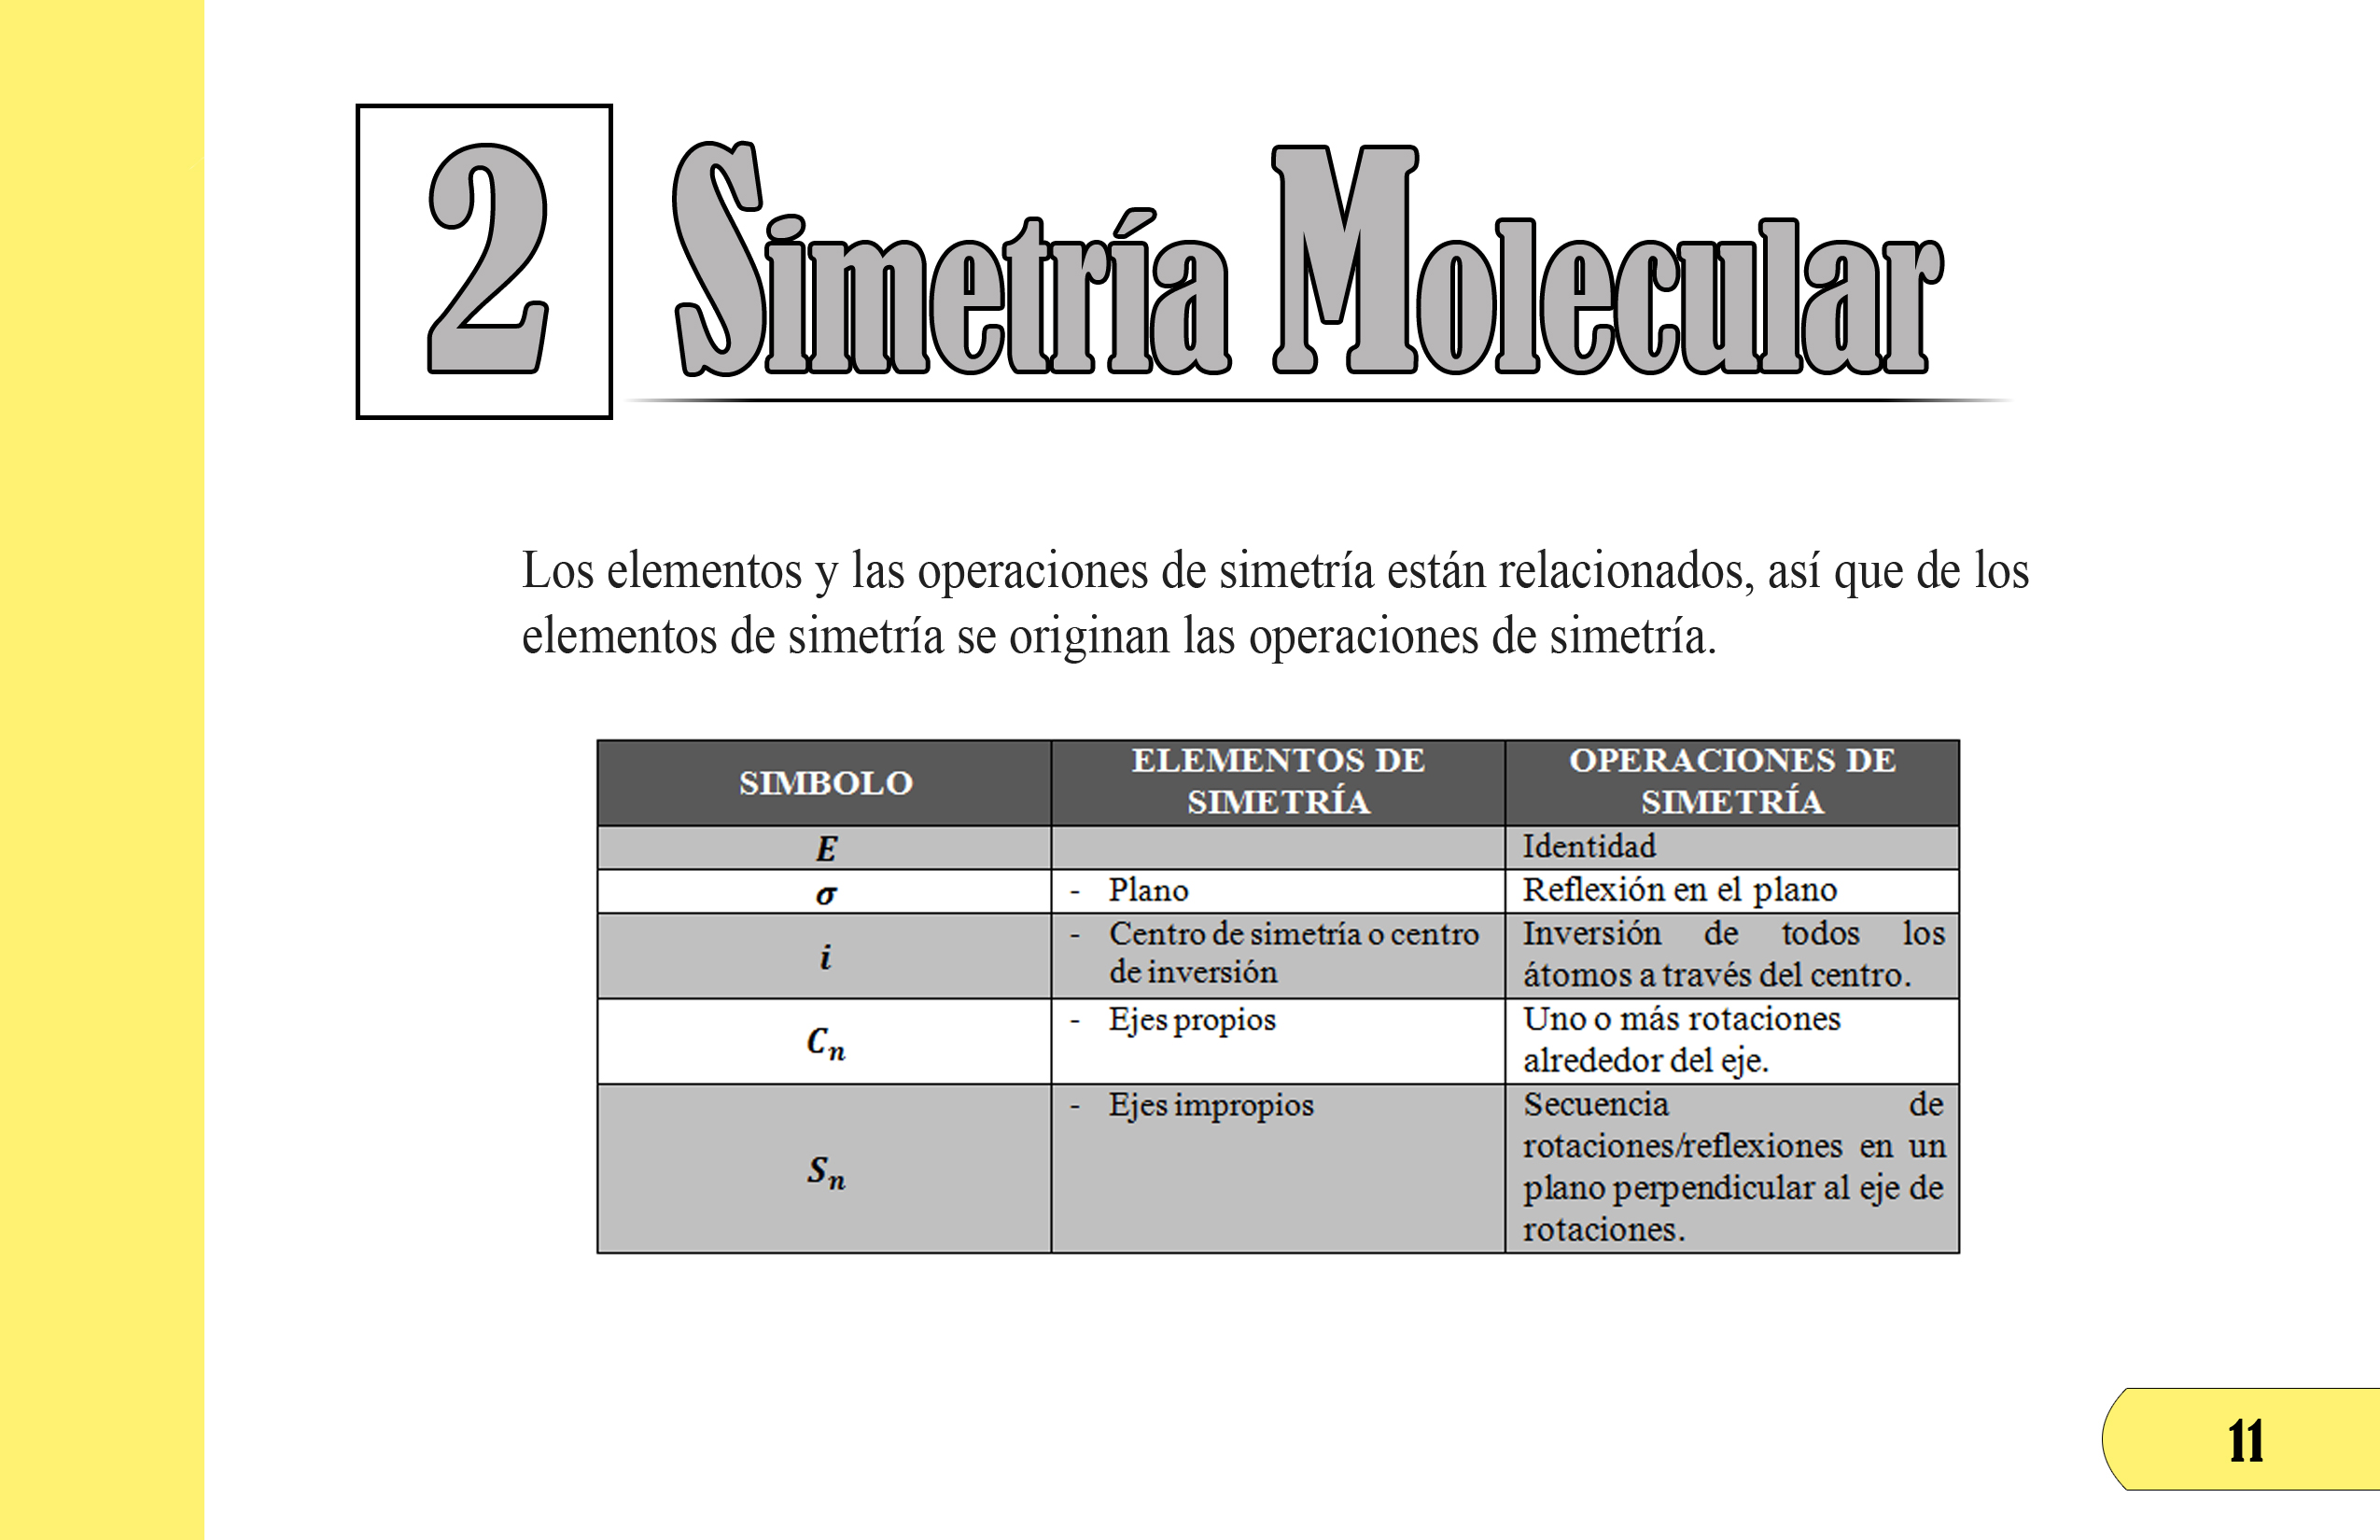 2 Simetría Molecular
Los elementos y las operaciones de simetría están relacionados, así que de los
elementos de simetría se originan las operaciones de simetría.
SIMBOLO
ELEMENTOS DE
SIMETRÍA
OPERACIONES DE
SIMETRÍA
E
Identidad
σ
- Plano
Reflexión en el plano
i
- Centro de simetría o centro
de inversión
Inversión de todos los
átomos a través del centro.
Cn
- Ejes propios
Uno o más rotaciones
alrededor del eje.
Sn
- Ejes impropios
Secuencia de
rotaciones/reflexiones en un
plano perpendicular al eje de
rotaciones.
11